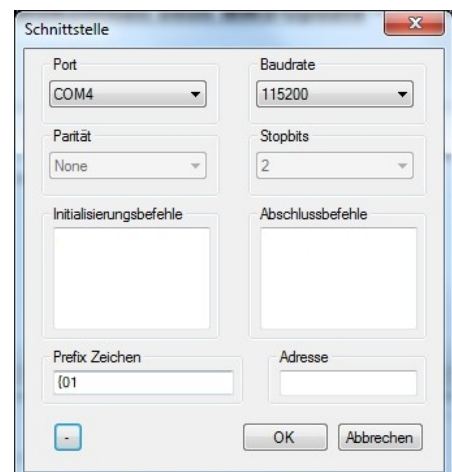 Schnittstelle
Port
Baudrate
COM4
115200
Parität
Stopbits
None
2
Initialisierungsbefehle
Abschlussbefehle
Prefix Zeichen
Adresse
{01
-
OK
Abbrechen